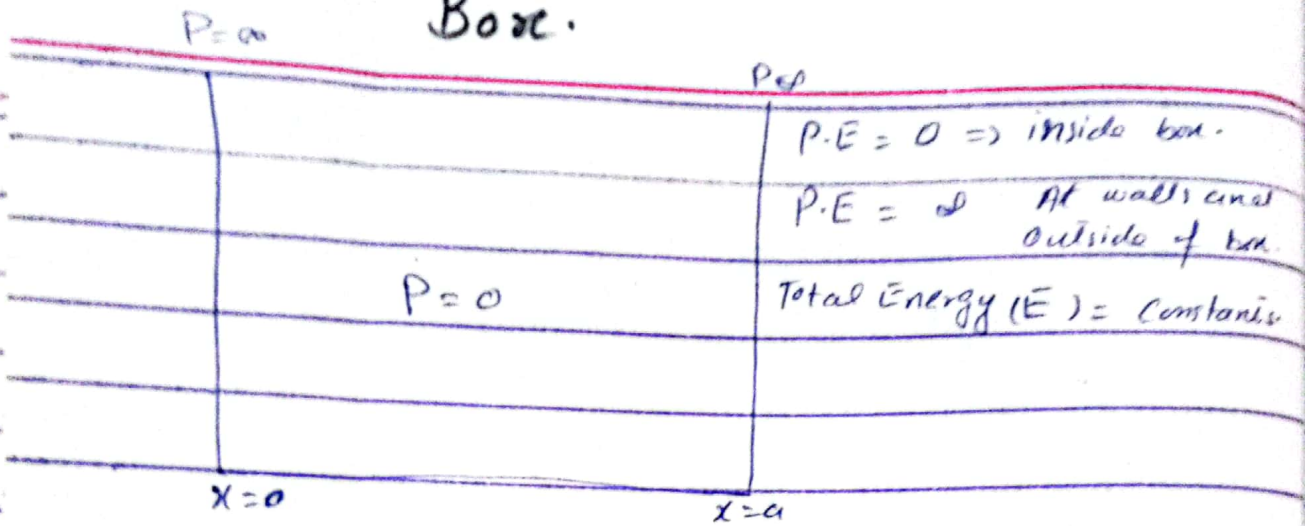 Box.
P=∞
P=∞
P.E = 0 => inside box.
P.E = ∞ At walls and
outside of box.
P=0
Total Energy (E) = Constant
x=0
x=a